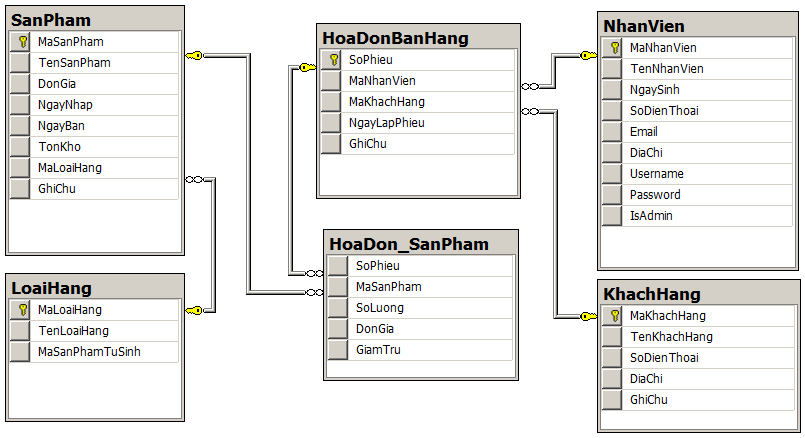 SanPham
MaSanPham
TenSanPham
DonGia
NgayNhap
NgayBan
TonKho
MaLoaiHang
GhiChu
LoaiHang
MaLoaiHang
TenLoaiHang
MaSanPhamTuSinh
HoaDonBanHang
SoPhieu
MaNhanVien
MaKhachHang
NgayLapPhieu
GhiChu
HoaDon_SanPham
SoPhieu
MaSanPham
SoLuong
DonGia
GiamTru
NhanVien
MaNhanVien
TenNhanVien
NgaySinh
SoDienThoai
Email
DiaChi
Username
Password
IsAdmin
KhachHang
MaKhachHang
TenKhachHang
SoDienThoai
DiaChi
GhiChu